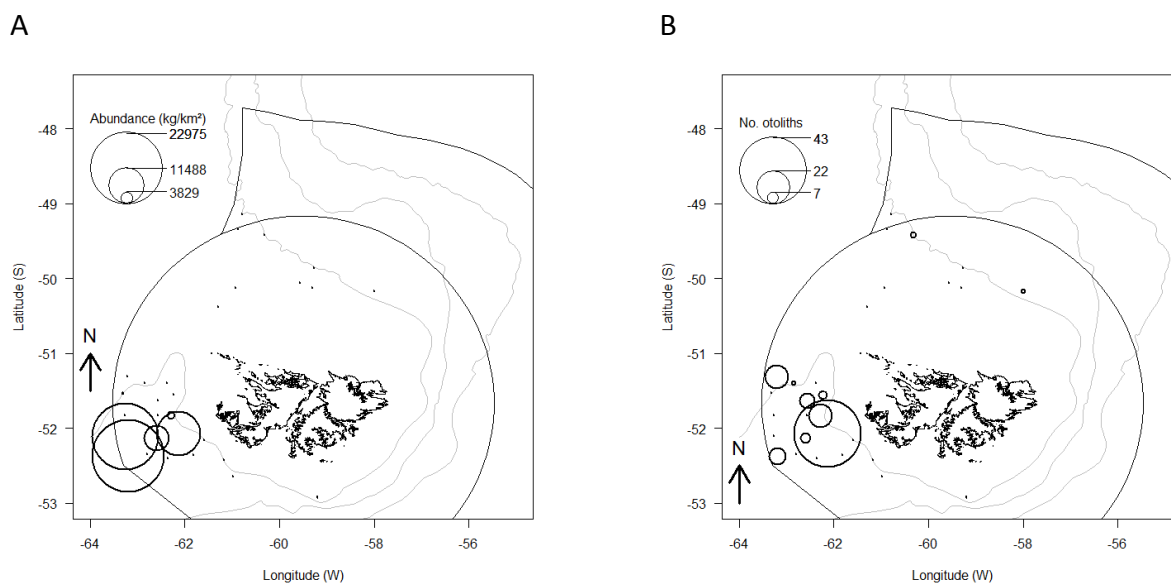 A
Abundance (kg/km²)
22975
11488
3829
N
-48
-49
-50
-51
-52
-53
Latitude (S)
-64
-62
-60
-58
-56
Longitude (W)
B
No. otoliths
43
22
7
N
-48
-49
-50
-51
-52
-53
Latitude (S)
-64
-62
-60
-58
-56
Longitude (W)